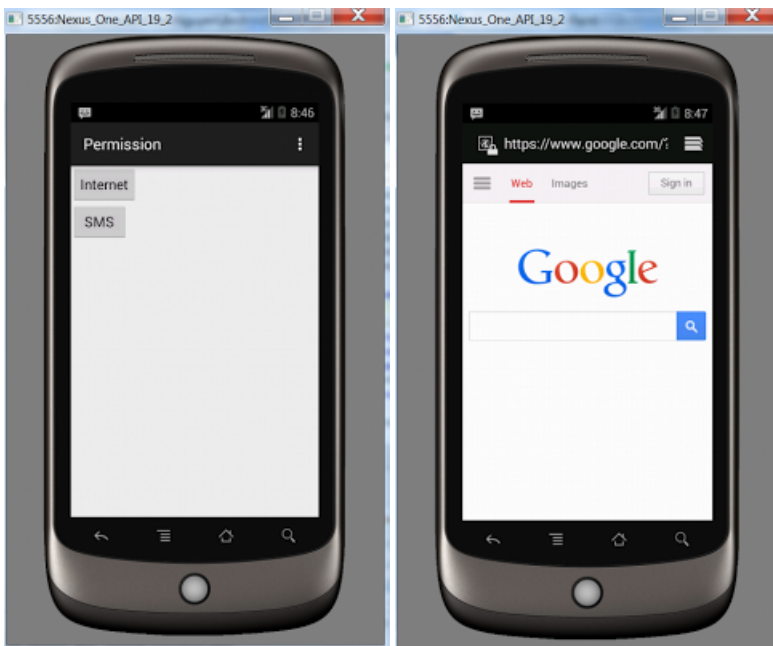 5556:Nexus_One_API_19_2
8:46
Permission
Internet
SMS
5556:Nexus_One_API_19_2
8:47
https://www.google.com/
Web Images Sign in
Google